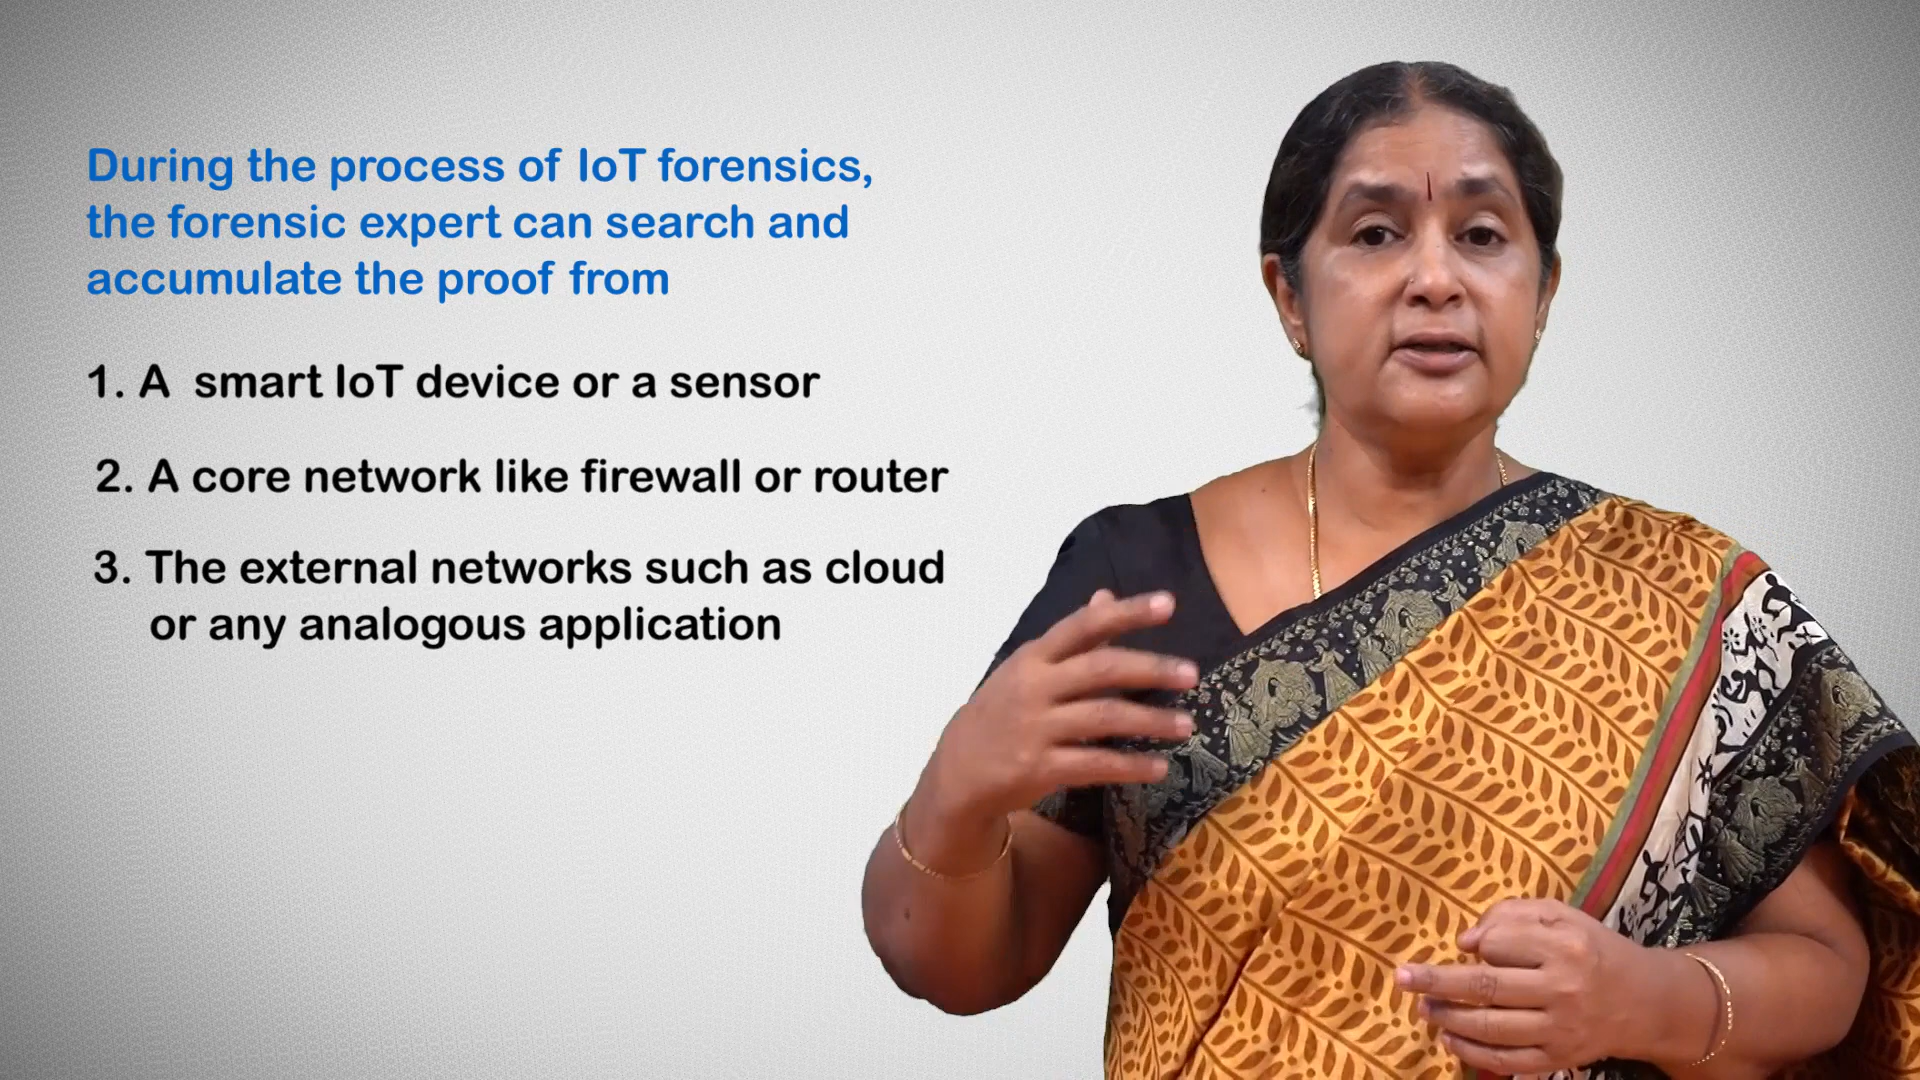 During the process of IoT forensics,
the forensic expert can search and
accumulate the proof from
1. A smart IoT device or a sensor
2. A core network like firewall or router
3. The external networks such as cloud
or any analogous application